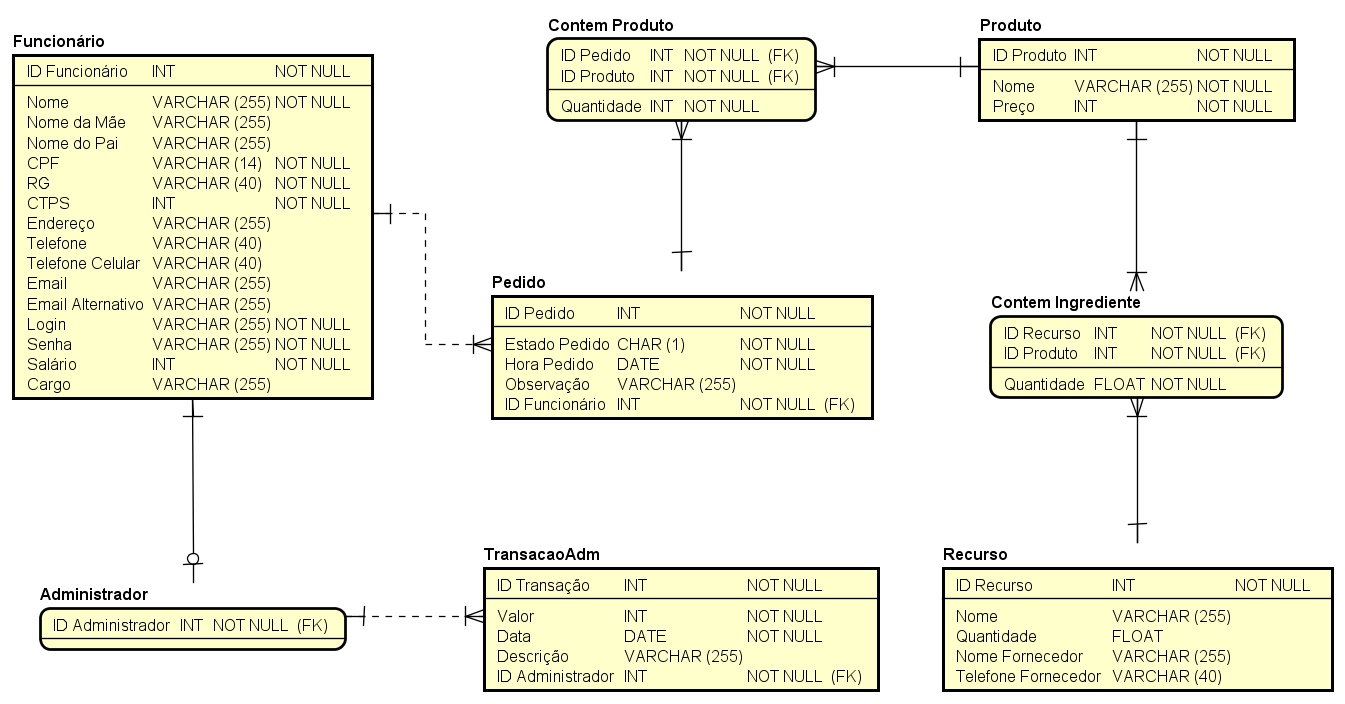 Funcionário
ID Funcionário INT NOT NULL
Nome VARCHAR (255) NOT NULL
Nome da Mãe VARCHAR (255)
Nome do Pai VARCHAR (255)
CPF VARCHAR (14) NOT NULL
RG VARCHAR (40) NOT NULL
CTPS INT NOT NULL
Endereço VARCHAR (255)
Telefone VARCHAR (40)
Telefone Celular VARCHAR (40)
Email VARCHAR (255)
Email Alternativo VARCHAR (255)
Login VARCHAR (255) NOT NULL
Senha VARCHAR (255) NOT NULL
Salário INT NOT NULL
Cargo VARCHAR (255)
Contem Produto
ID Pedido INT NOT NULL (FK)
ID Produto INT NOT NULL (FK)
Quantidade INT NOT NULL
Produto
ID Produto INT NOT NULL
Nome VARCHAR (255) NOT NULL
Preço INT NOT NULL
Pedido
ID Pedido INT NOT NULL
Estado Pedido CHAR (1) NOT NULL
Hora Pedido DATE NOT NULL
Observação VARCHAR (255)
ID Funcionário INT NOT NULL (FK)
Contem Ingrediente
ID Recurso INT NOT NULL (FK)
ID Produto INT NOT NULL (FK)
Quantidade FLOAT NOT NULL
Administrador
ID Administrador INT NOT NULL (FK)
TransacaoAdm
ID Transação INT NOT NULL
Valor INT NOT NULL
Data DATE NOT NULL
Descrição VARCHAR (255)
ID Administrador INT NOT NULL (FK)
Recurso
ID Recurso INT NOT NULL
Nome VARCHAR (255)
Quantidade FLOAT
Nome Fornecedor VARCHAR (255)
Telefone Fornecedor VARCHAR (40)